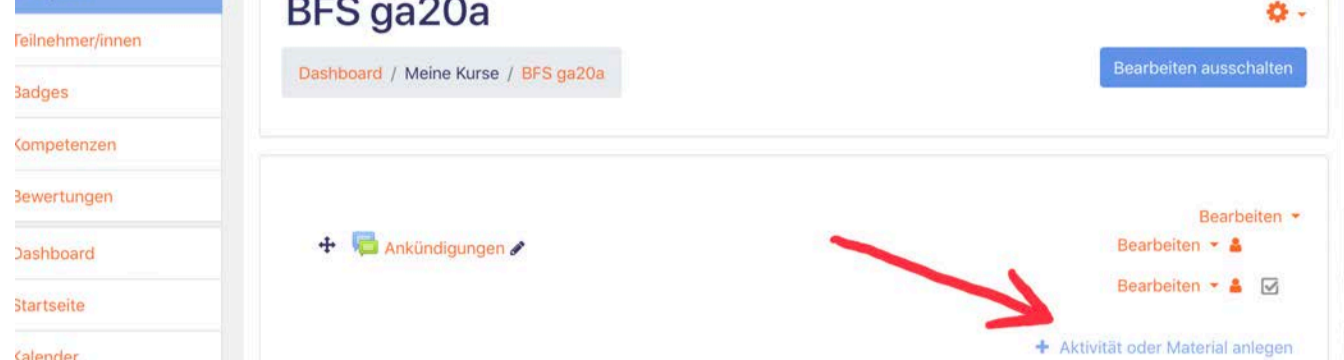 BFS ga20a
Teilnehmer/innen
Badges
Kompetenzen
Bewertungen
Dashboard
Startseite
Kalender
Dashboard / Meine Kurse / BFS ga20a
Bearbeiten ausschalten
Bearbeiten
Ankündigungen
Bearbeiten
Bearbeiten
Aktivität oder Material anlegen